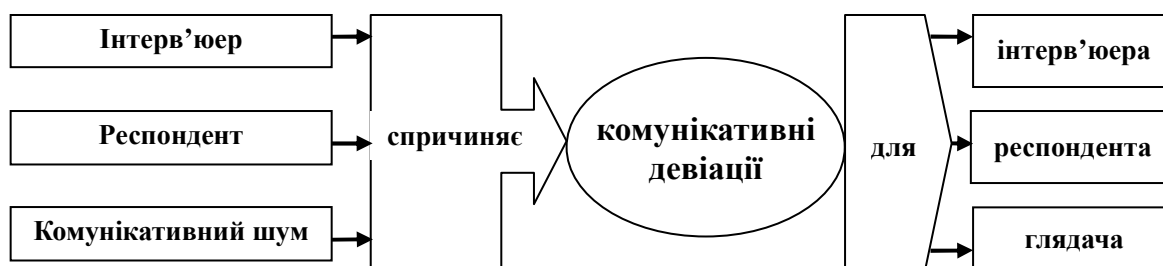 Інтерв’юер
Респондент
Комунікативний шум
спричиняє
комунікативні
девіації
для
інтерв’юера
респондента
глядача